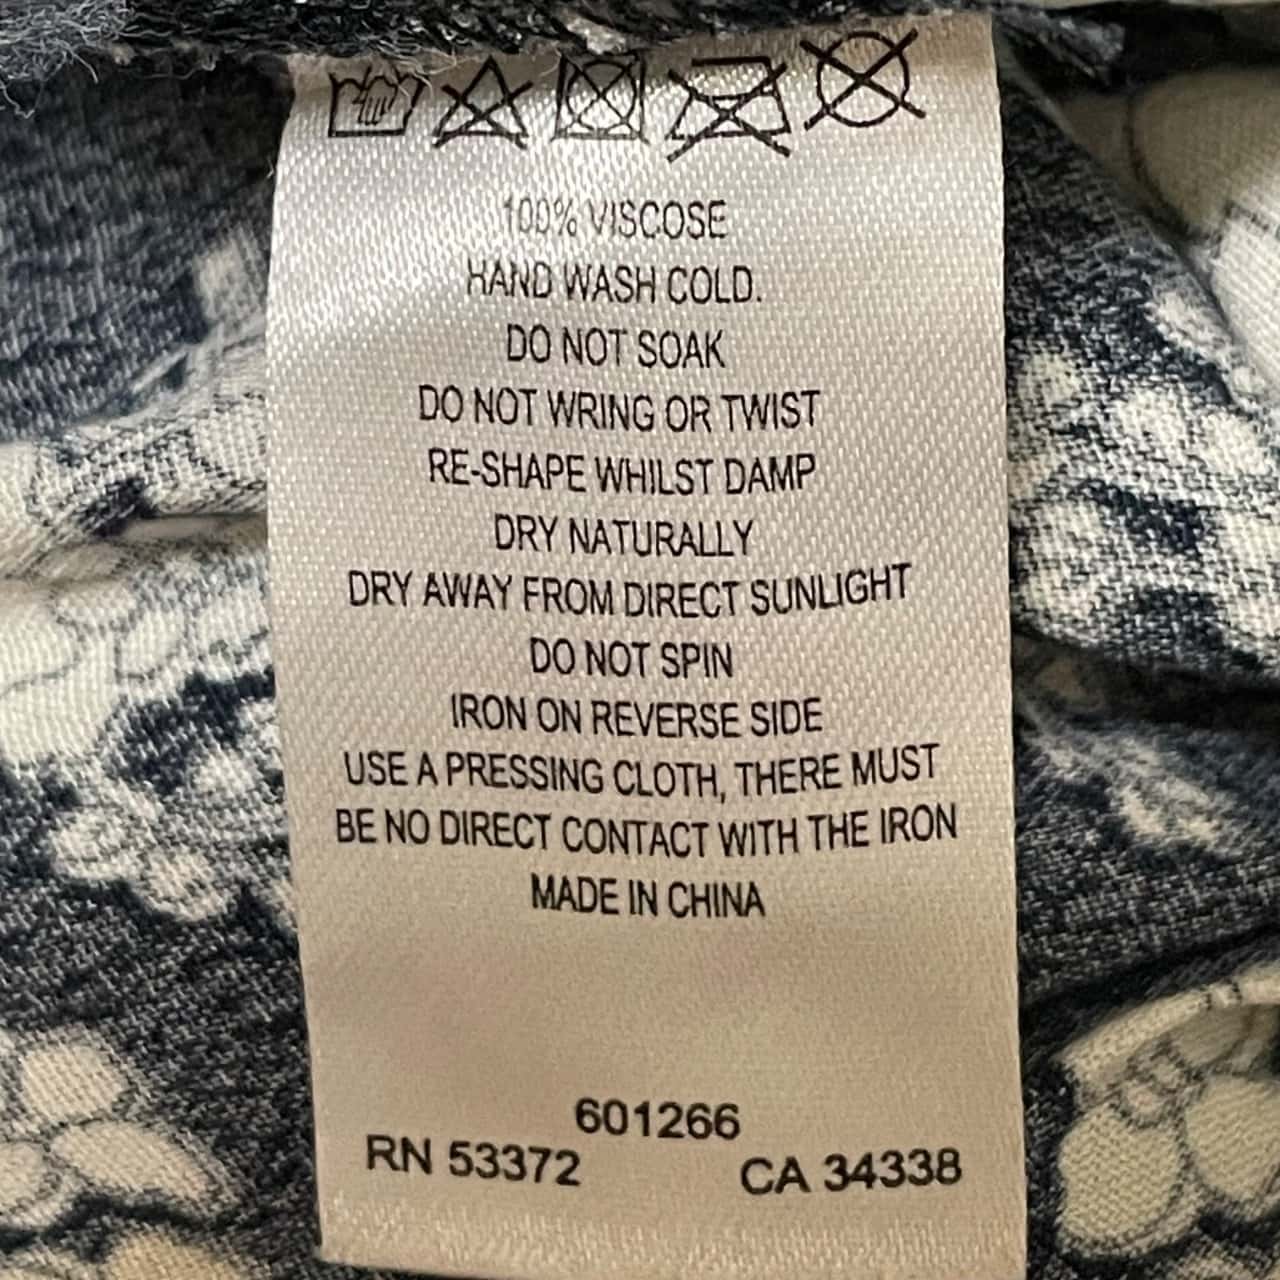 100% VISCOSE
HAND WASH COLD.
DO NOT SOAK
DO NOT WRING OR TWIST
RE-SHAPE WHILST DAMP
DRY NATURALLY
DRY AWAY FROM DIRECT SUNLIGHT
DO NOT SPIN
IRON ON REVERSE SIDE
USE A PRESSING CLOTH, THERE MUST
BE NO DIRECT CONTACT WITH THE IRON
MADE IN CHINA
601266
RN 53372 CA 34338